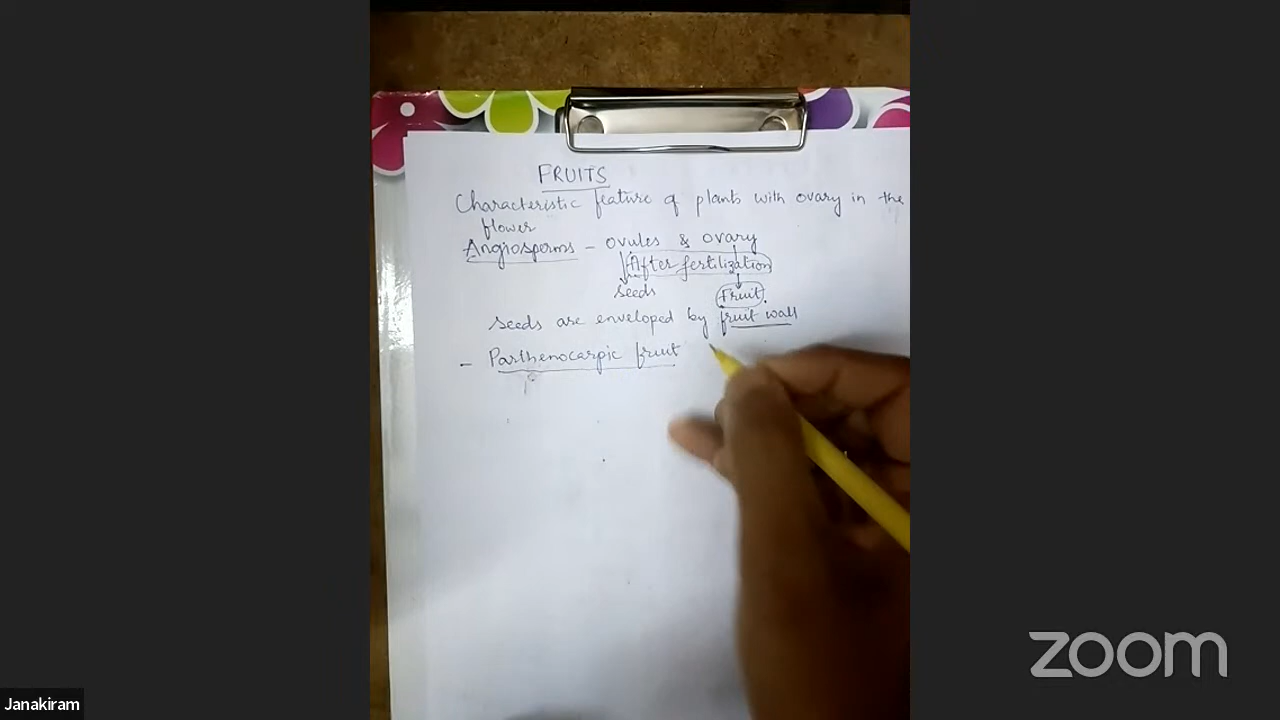 FRUITS
Characteristic feature of plants with ovary in the
flower
Angiosperms - ovules & ovary
After fertilization
seeds Fruit
seeds are enveloped by fruit wall
- Parthenocarpic fruit
zoom
Janakiram